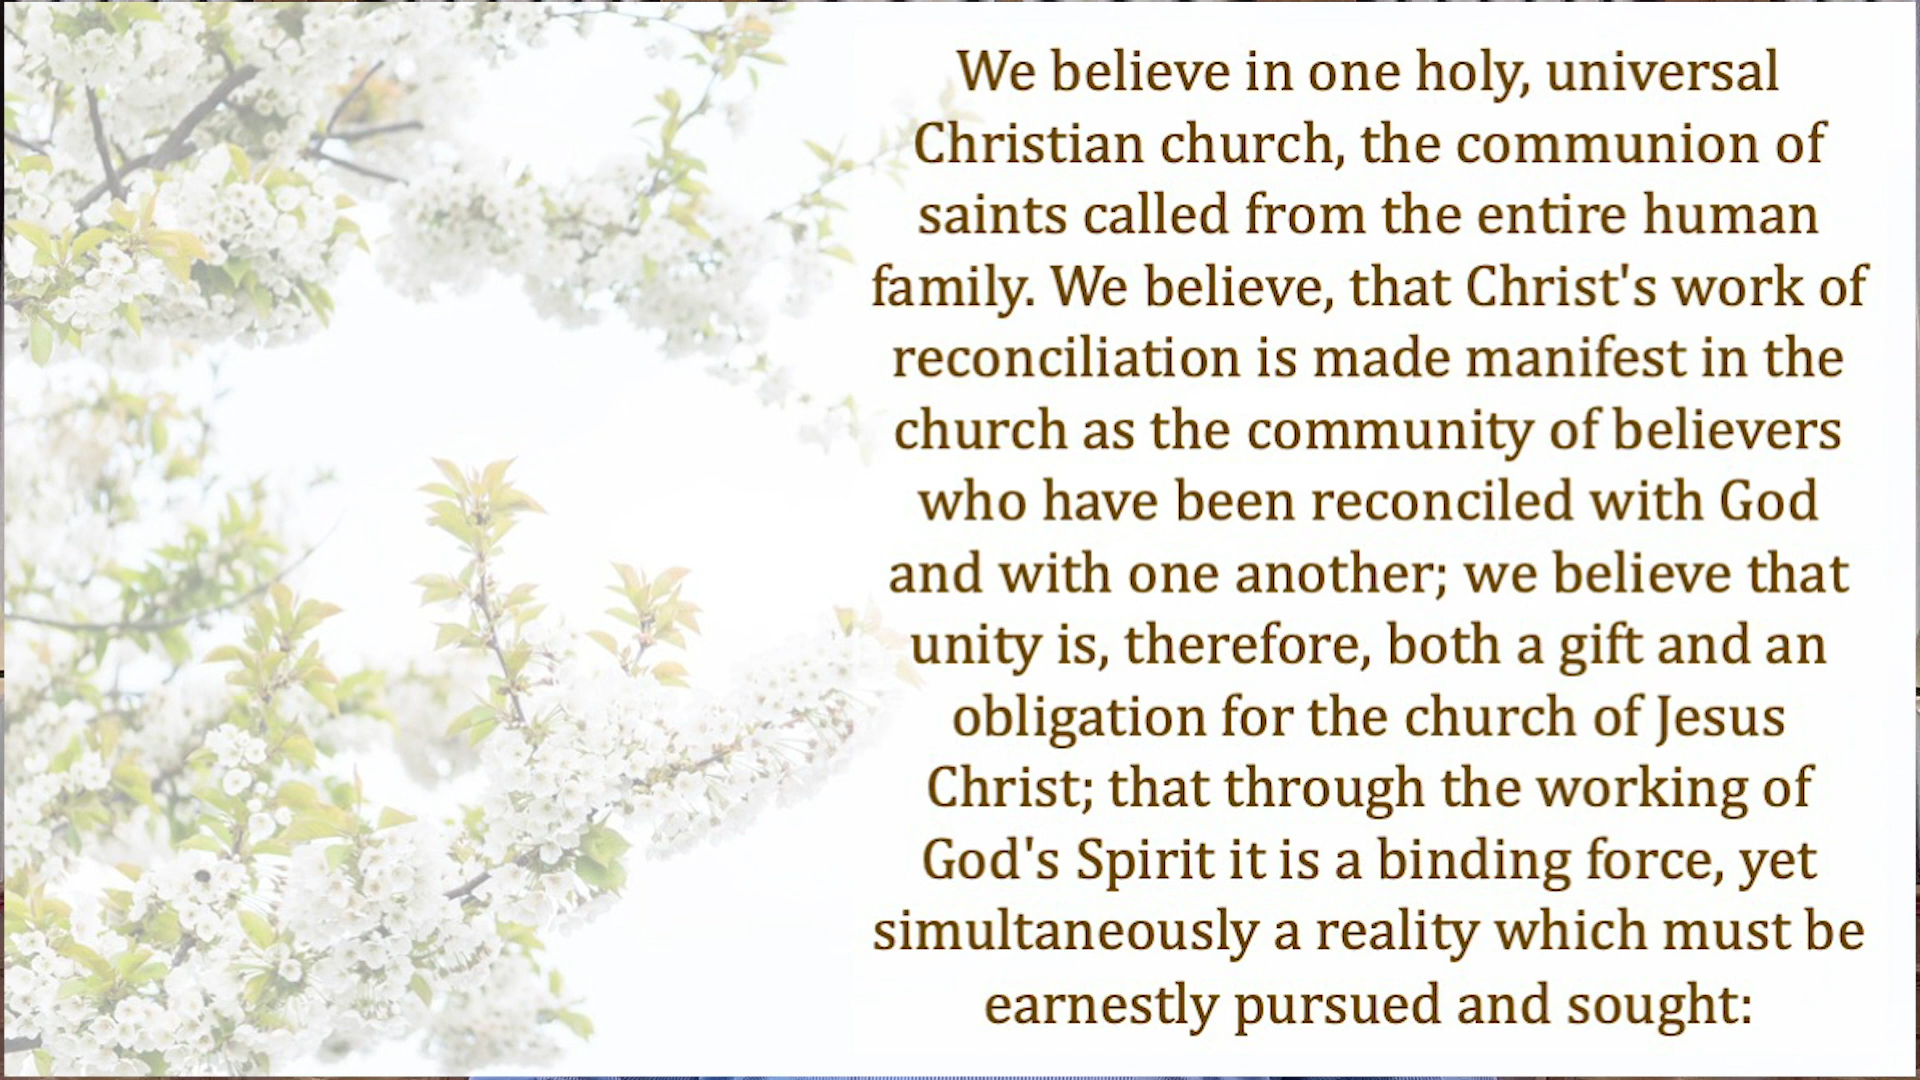 We believe in one holy, universal
Christian church, the communion of
saints called from the entire human
family. We believe, that Christ's work of
reconciliation is made manifest in the
church as the community of believers
who have been reconciled with God
and with one another; we believe that
unity is, therefore, both a gift and an
obligation for the church of Jesus
Christ; that through the working of
God's Spirit it is a binding force, yet
simultaneously a reality which must be
earnestly pursued and sought: